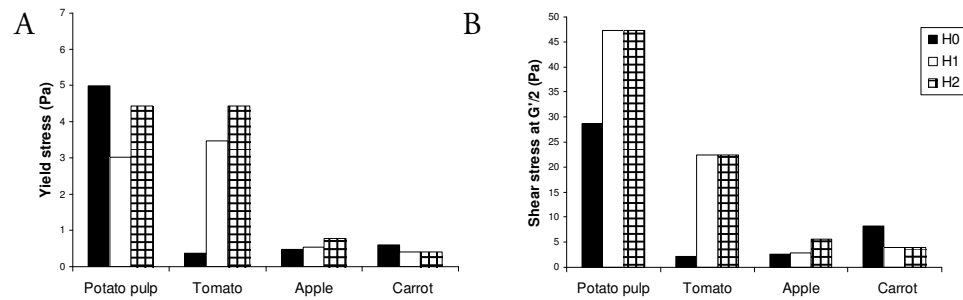 A
Yield stress (Pa)
7
6
5
4
3
2
1
0
Potato pulp Tomato Apple Carrot
B
Shear stress at G'/2 (Pa)
50
45
40
35
30
25
20
15
10
5
0
Potato pulp Tomato Apple Carrot
H0
H1
H2